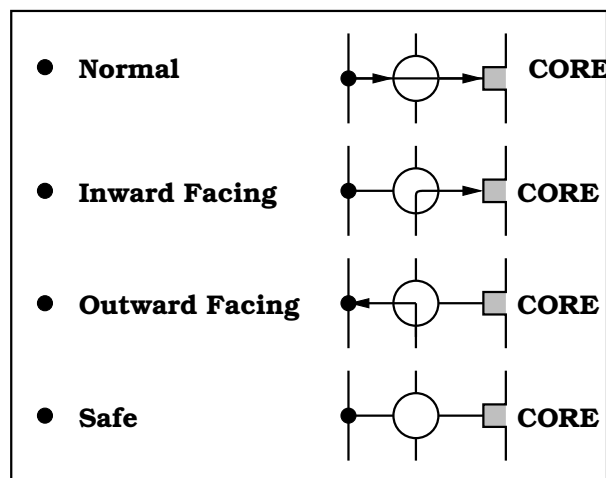 Normal CORE
Inward Facing CORE
Outward Facing CORE
Safe CORE